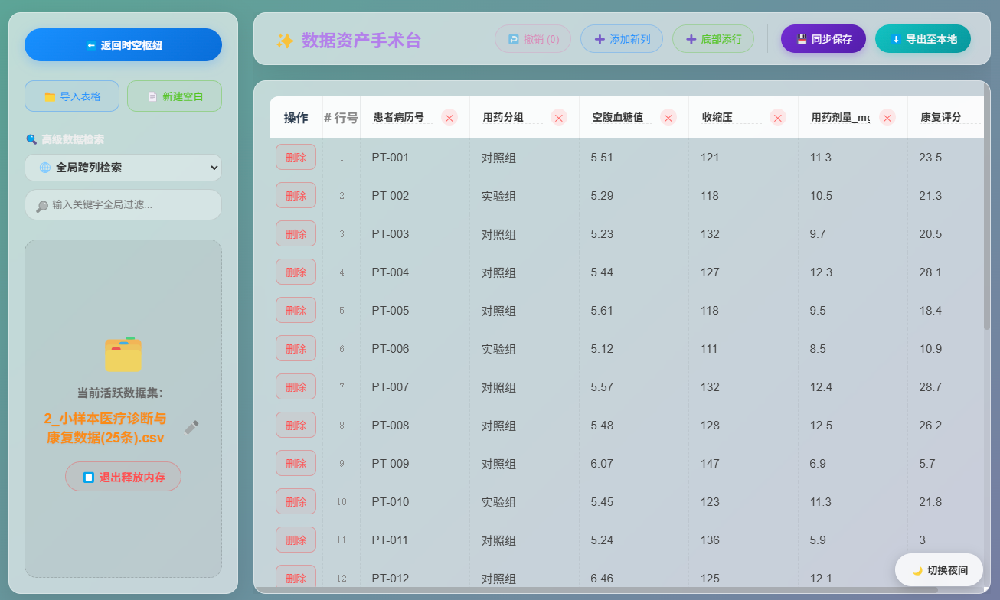 返回时空枢纽
导入表格 新建空白
高级数据检索
全局跨列检索
输入关键字全局过滤...
当前活跃数据集:
2_小样本医疗诊断与
康复数据(25条).csv
退出释放内存
数据资产手术台 撤销 (0) 添加新列 底部添行 同步保存 导出至本地
操作 # 行号 患者病历号 用药分组 空腹血糖值 收缩压 用药剂量_mg 康复评分
删除 1 PT-001 对照组 5.51 121 11.3 23.5
删除 2 PT-002 实验组 5.29 118 10.5 21.3
删除 3 PT-003 对照组 5.23 132 9.7 20.5
删除 4 PT-004 对照组 5.44 127 12.3 28.1
删除 5 PT-005 对照组 5.61 118 9.5 18.4
删除 6 PT-006 实验组 5.12 111 8.5 10.9
删除 7 PT-007 对照组 5.57 132 12.4 28.7
删除 8 PT-008 对照组 5.48 128 12.5 26.2
删除 9 PT-009 对照组 6.07 147 6.9 5.7
删除 10 PT-010 实验组 5.45 123 11.3 21.8
删除 11 PT-011 对照组 5.24 136 5.9 3
删除 12 PT-012 对照组 6.46 125 12.1
切换夜间